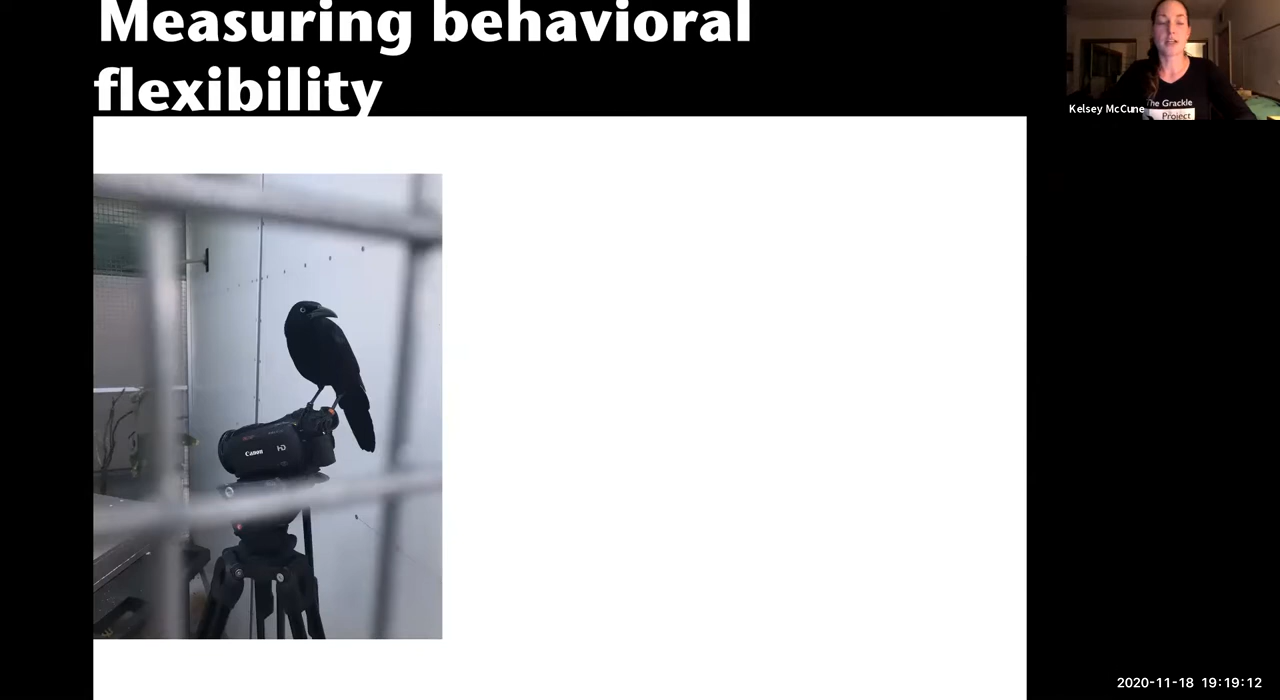 Measuring behavioral
flexibility
The Grackle
Project
Kelsey McCune
Canon
HD
2020-11-18 19:19:12